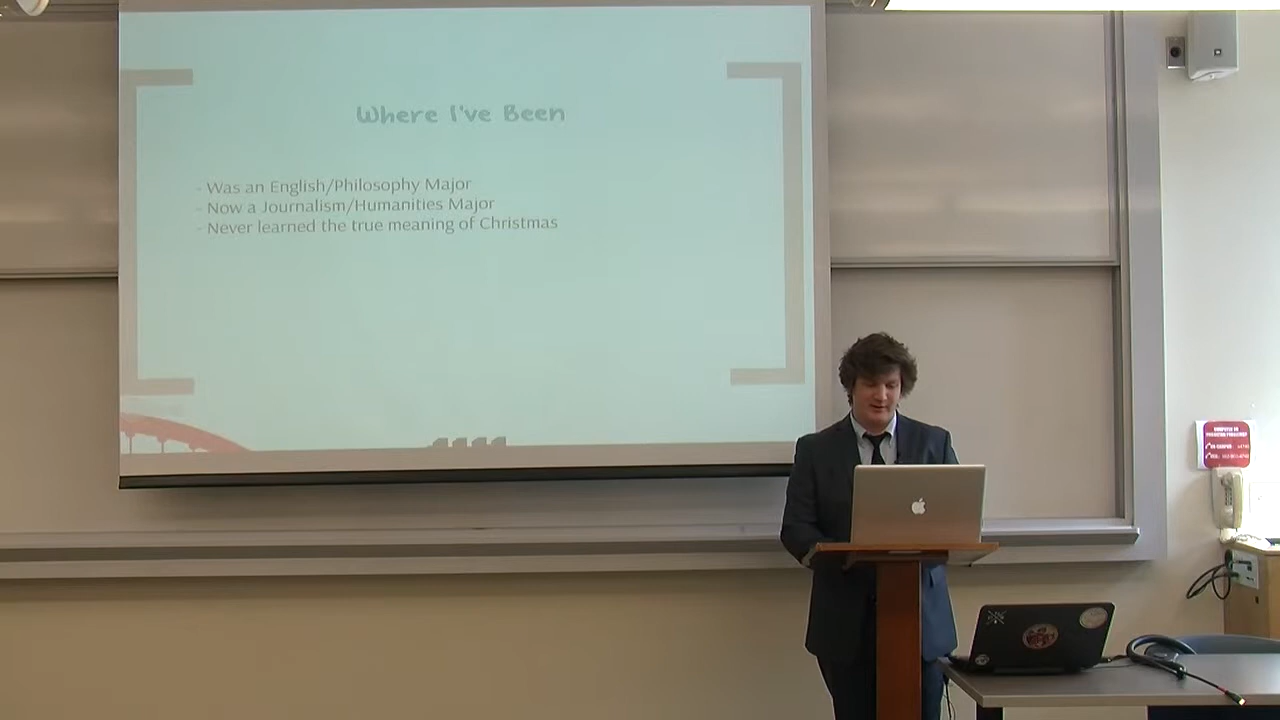 Where I've Been
- Was an English/Philosophy Major
- Now a Journalism/Humanities Major
- Never learned the true meaning of Christmas